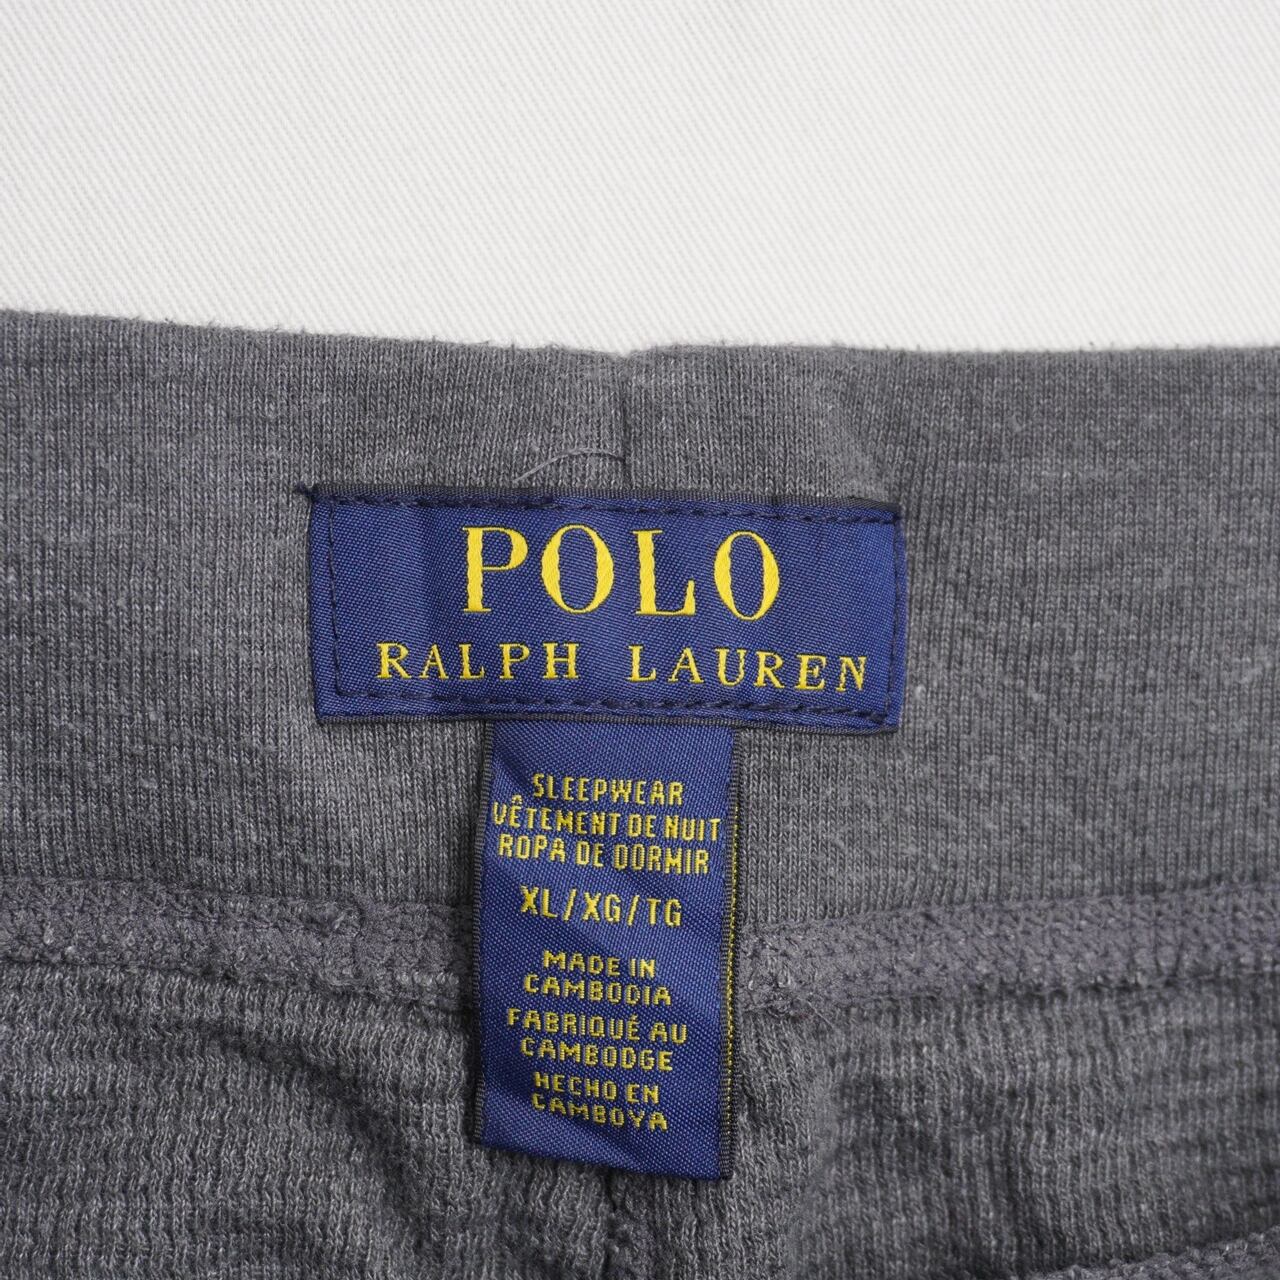 POLO
RALPH LAUREN
SLEEPWEAR
VÊTEMENT DE NUIT
ROPA DE DORMIR
XL/XG/TG
MADE IN
CAMBODIA
FABRIQUÉ AU
CAMBODGE
HECHO EN
CAMBOYA